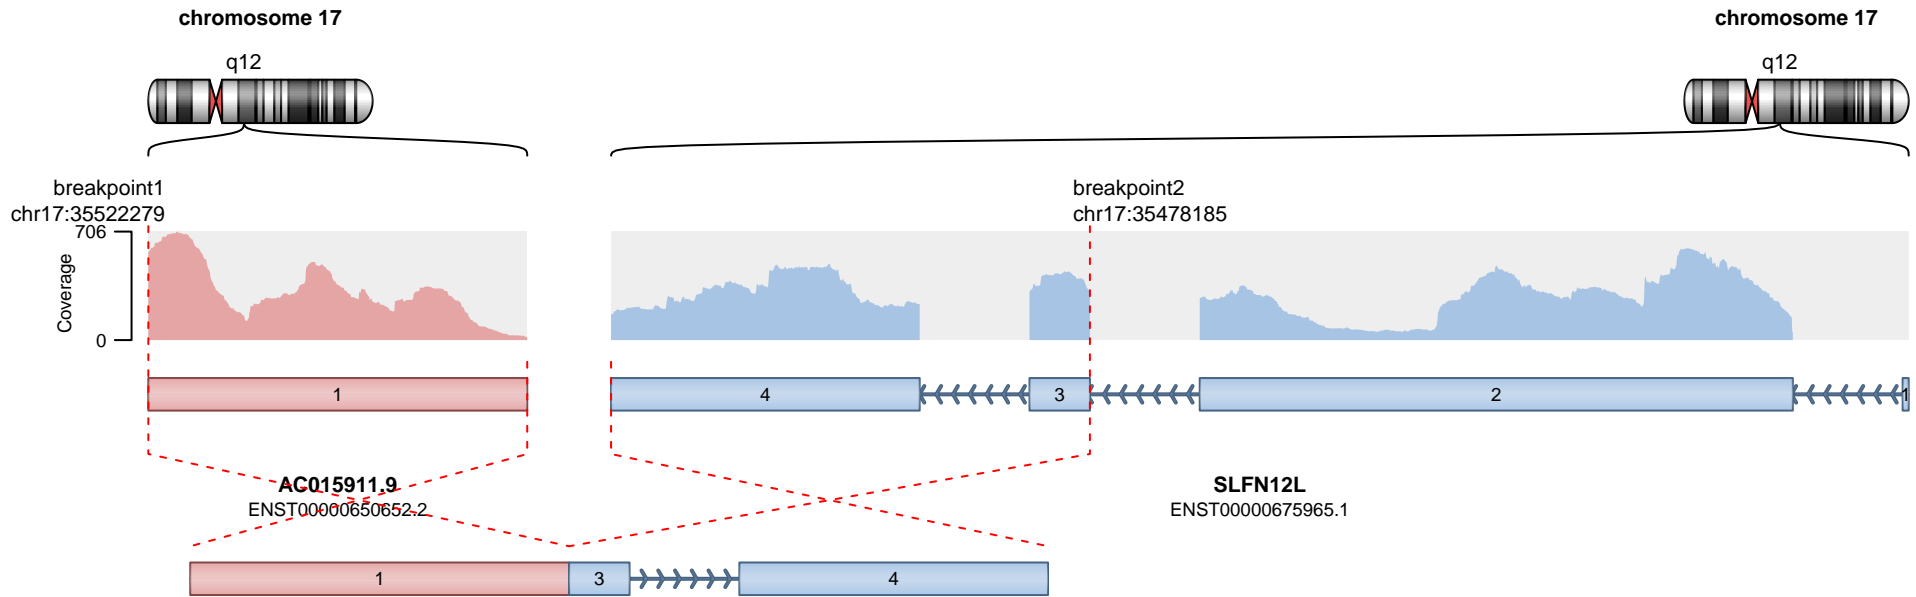 chromosome 17
chromosome 17
q12
q12
breakpoint1
chr17:35522279
breakpoint2
chr17:35478185
706
Coverage
0
1
4
3
2
1
AC015911.9
ENST00000650652.2
SLFN12L
ENST00000675965.1
1
3
4